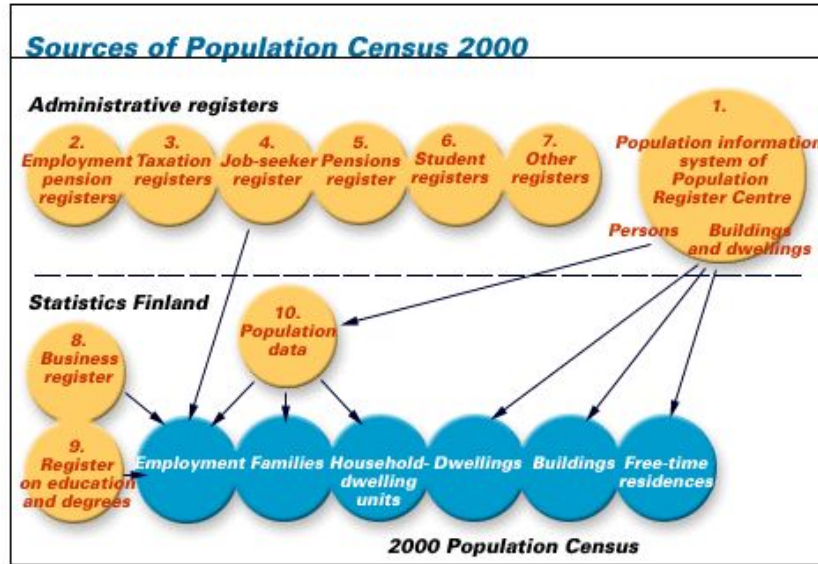 Sources of Population Census 2000
Administrative registers
2.
Employment
pension
registers
3.
Taxation
registers
4.
Job-seeker
register
5.
Pensions
register
6.
Student
registers
7.
Other
registers
1.
Population information
system of
Population
Register Centre
Persons
Buildings
and dwellings
Statistics Finland
8.
Business
register
10.
Population
data
9.
Register
on education
and degrees
Employment
Families
Household-
dwelling
units
Dwellings
Buildings
Free-time
residences
2000 Population Census